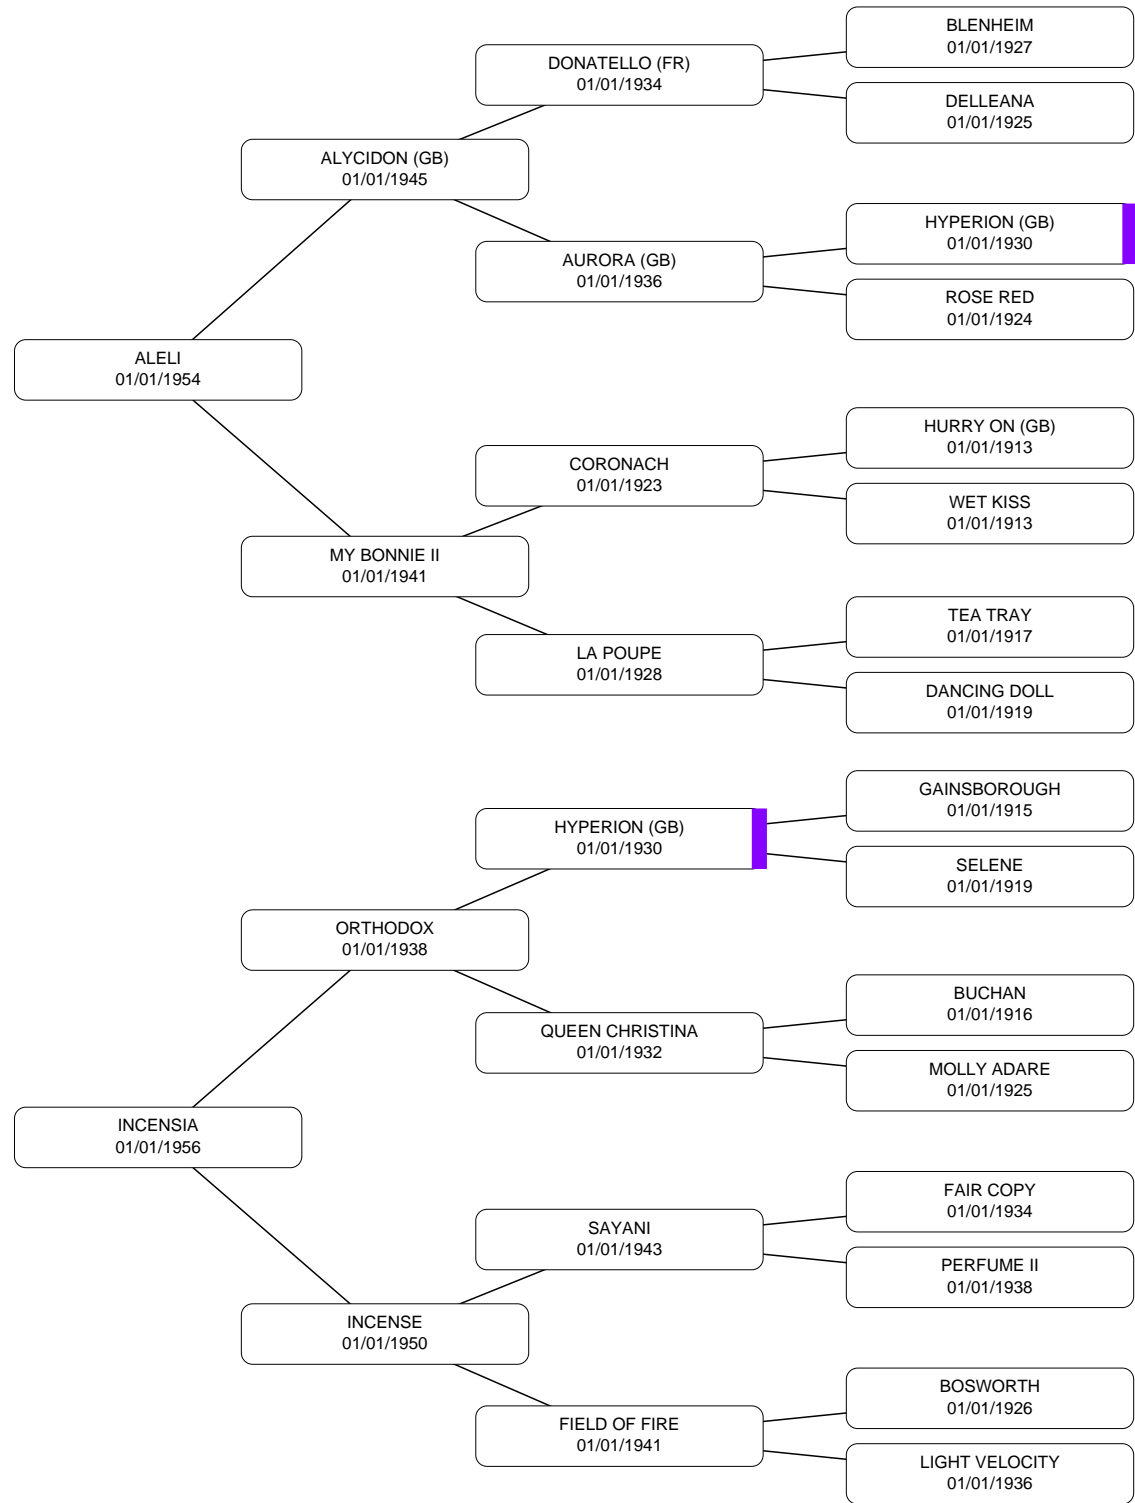 BLENHEIM
01/01/1927
DONATELLO (FR)
01/01/1934
DELLEANA
01/01/1925
ALYCIDON (GB)
01/01/1945
HYPERION (GB)
01/01/1930
AURORA (GB)
01/01/1936
ROSE RED
01/01/1924
ALELI
01/01/1954
HURRY ON (GB)
01/01/1913
CORONACH
01/01/1923
WET KISS
01/01/1913
MY BONNIE II
01/01/1941
TEA TRAY
01/01/1917
LA POUPE
01/01/1928
DANCING DOLL
01/01/1919
GAINSBOROUGH
01/01/1915
HYPERION (GB)
01/01/1930
SELENE
01/01/1919
ORTHODOX
01/01/1938
BUCHAN
01/01/1916
QUEEN CHRISTINA
01/01/1932
MOLLY ADARE
01/01/1925
INCENSIA
01/01/1956
FAIR COPY
01/01/1934
SAYANI
01/01/1943
PERFUME II
01/01/1938
INCENSE
01/01/1950
BOSWORTH
01/01/1926
FIELD OF FIRE
01/01/1941
LIGHT VELOCITY
01/01/1936